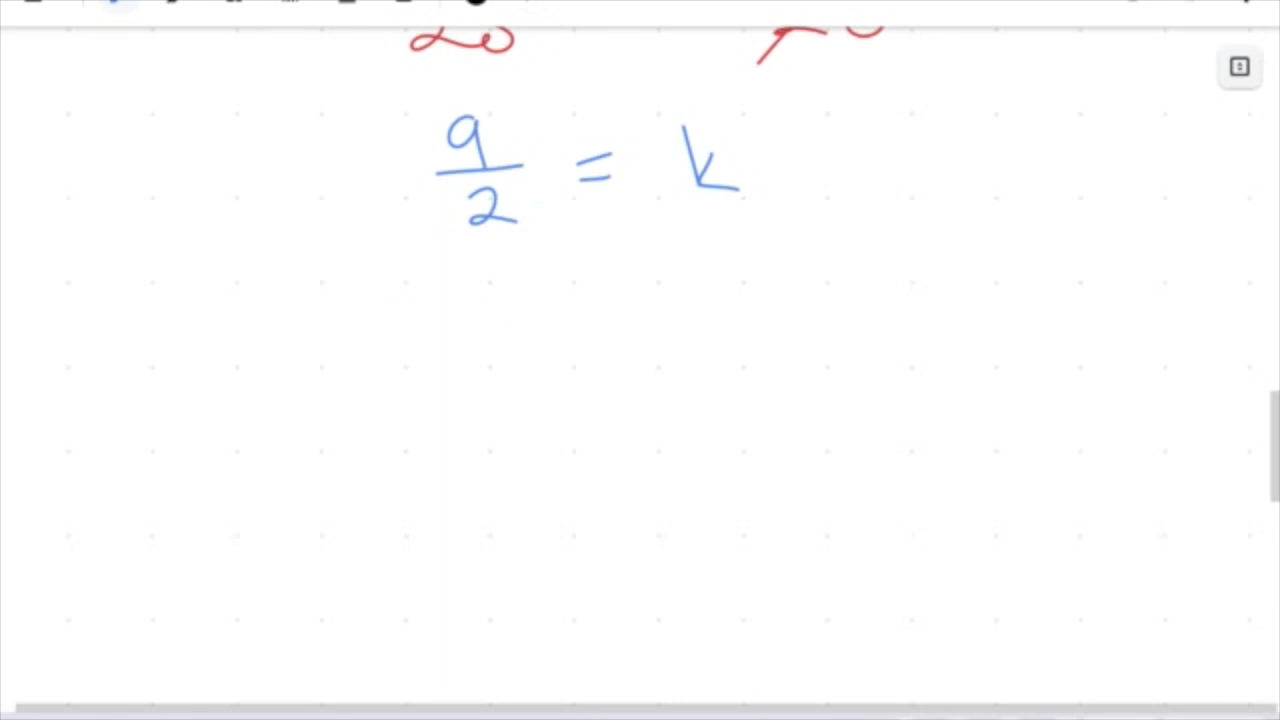 9/2 = k